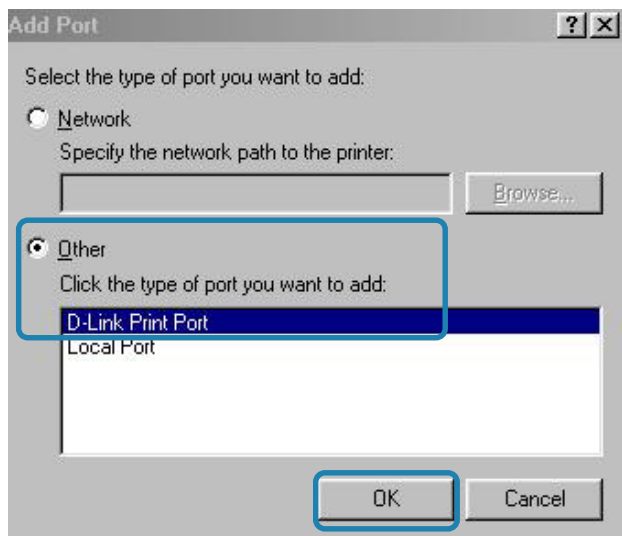 Add Port
Select the type of port you want to add:
Network
Specify the network path to the printer:
Browse...
Other
Click the type of port you want to add:
D-Link Print Port
Local Port
OK Cancel